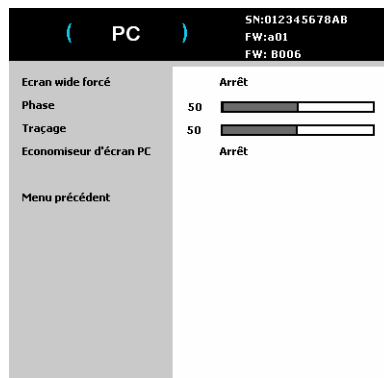 ( PC )
SN:012345678AB
FW:a01
FW: B006
Ecran wide forcé Arrêt
Phase 50
Traçage 50
Economiseur d'écran PC Arrêt
Menu précédent